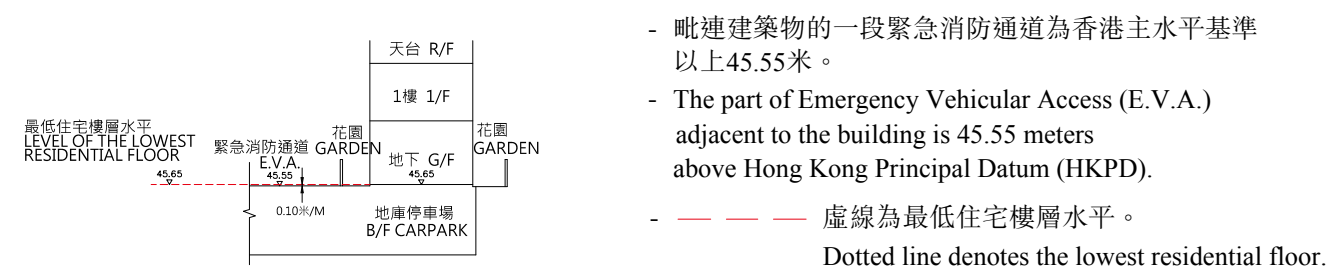 天台 R/F
1樓 1/F
最低住宅樓層水平
LEVEL OF THE LOWEST
RESIDENTIAL FLOOR
45.65
緊急消防通道
E.V.A.
45.55
花園
GARDEN
地下 G/F
45.65
花園
GARDEN
0.10米/M
地庫停車場
B/F CARPARK
- 毗連建築物的一段緊急消防通道為香港主水平基準
以上45.55米。
- The part of Emergency Vehicular Access (E.V.A.)
adjacent to the building is 45.55 meters
above Hong Kong Principal Datum (HKPD).
- 虛線為最低住宅樓層水平。
Dotted line denotes the lowest residential floor.